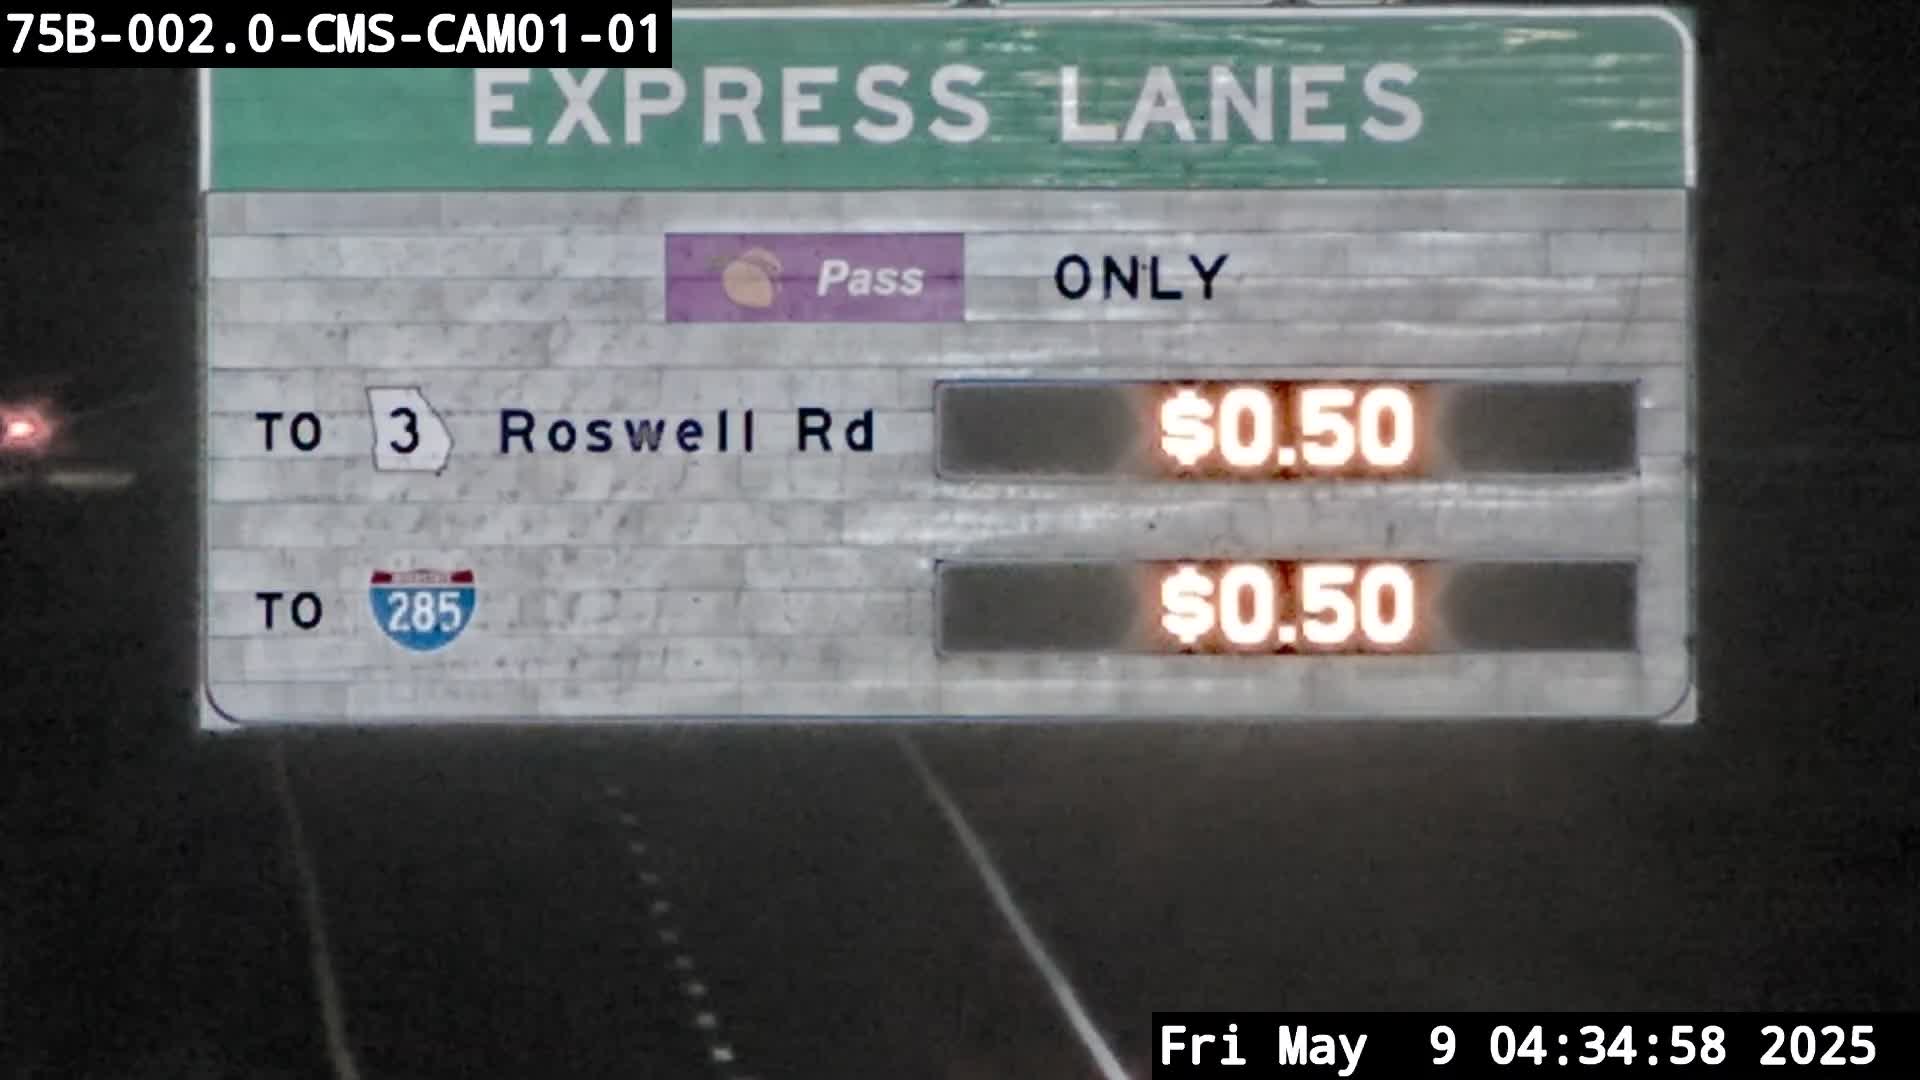 75B-002.0-CMS-CAM01-01
EXPRESS LANES
Pass ONLY
TO 3 Roswell Rd $0.50
TO 285 $0.50
Fri May 9 04:34:58 2025